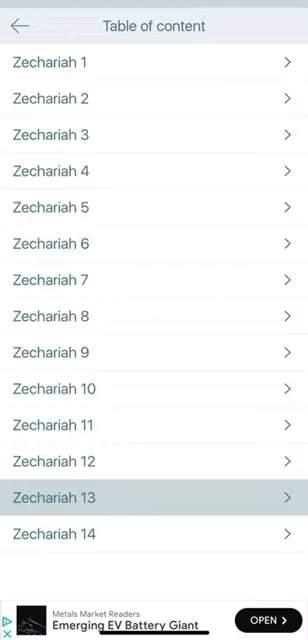 Table of content
Zechariah 1
Zechariah 2
Zechariah 3
Zechariah 4
Zechariah 5
Zechariah 6
Zechariah 7
Zechariah 8
Zechariah 9
Zechariah 10
Zechariah 11
Zechariah 12
Zechariah 13
Zechariah 14
Metals Market Readers
Emerging EV Battery Giant
OPEN